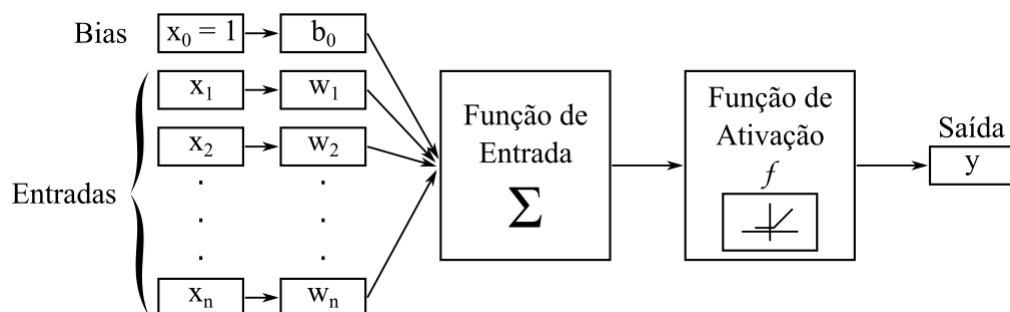 Bias x₀ = 1 b₀
x₁ w₁
x₂ w₂
Entradas
. .
. .
. .
xₙ wₙ
Função de
Entrada
Σ
Função de
Ativação
f
Saída
y